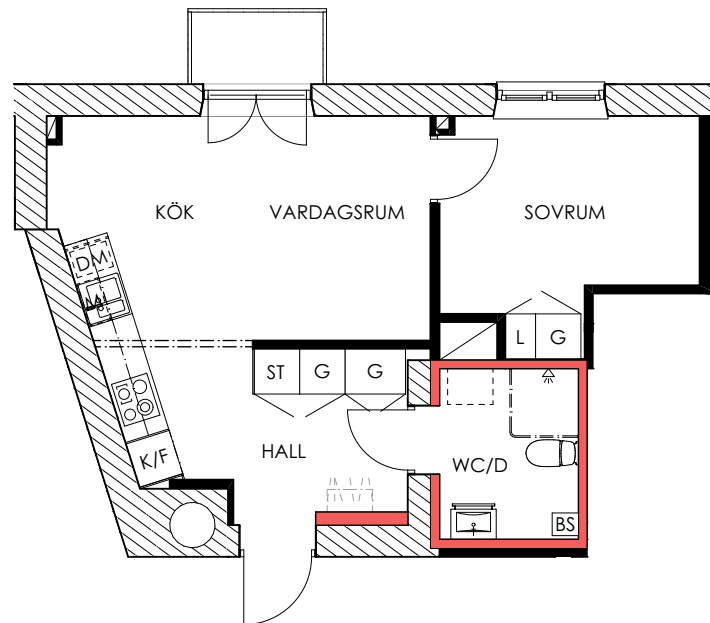 KÖK
VARDAGSRUM
SOVRUM
DM
M
L
G
ST
G
G
HALL
WC/D
K/F
BS